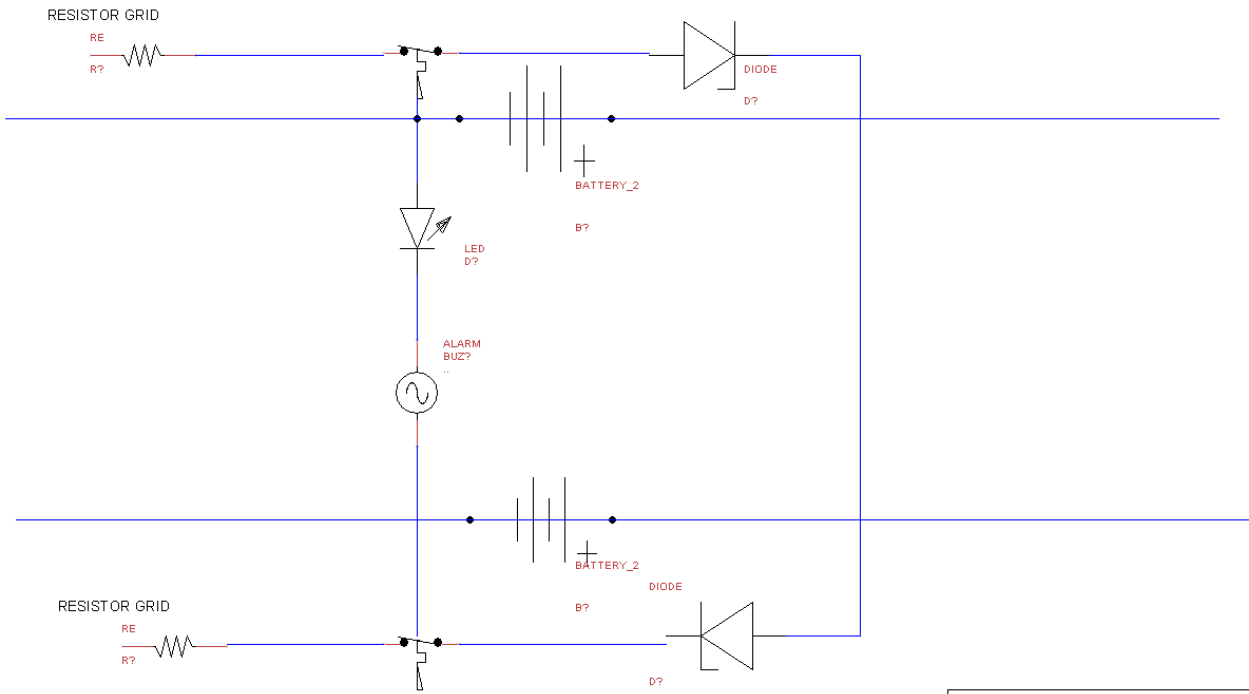 RESISTOR GRID
RE
R?
DIODE
D?
BATTERY_2
B?
LED
D?
ALARM
BUZ?
..
BATTERY_2
B?
DIODE
D?
RESISTOR GRID
RE
R?